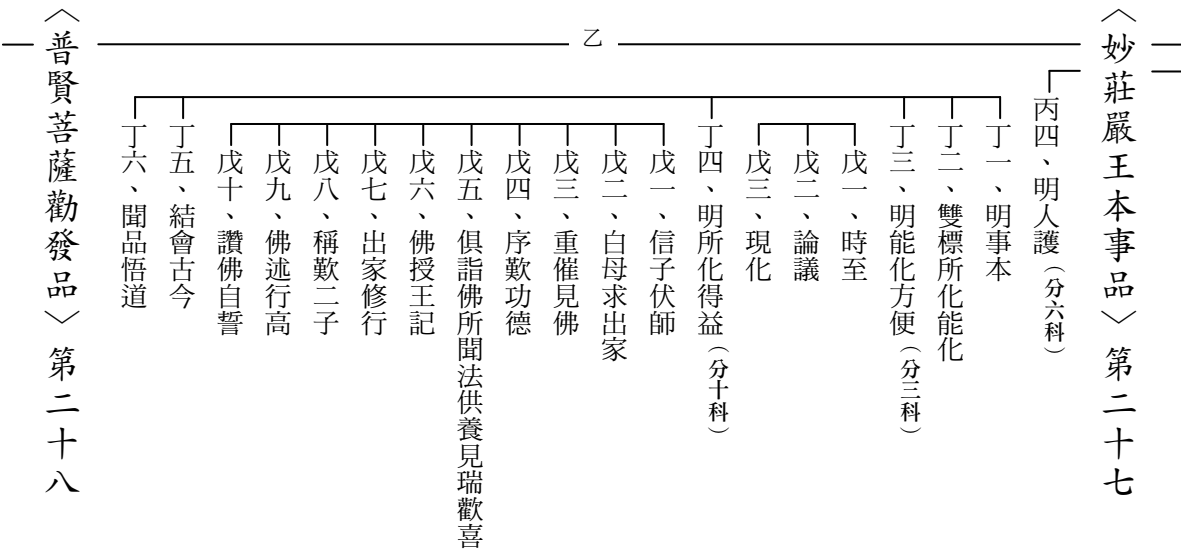 〈妙莊嚴王本事品〉第二十七
乙
丙四、明人護（分六科）
丁一、明事本
丁二、雙標所化能化
丁三、明能化方便（分三科）
戊一、時至
戊二、論議
戊三、現化
丁四、明所化得益（分十科）
戊一、信子伏師
戊二、白母求出家
戊三、重催見佛
戊四、序歎功德
戊五、俱詣佛所聞法供養見瑞歡喜
戊六、佛授王記
戊七、出家修行
戊八、稱歎二子
戊九、佛述行高
戊十、讚佛自誓
丁五、結會古今
丁六、聞品悟道
〈普賢菩薩勸發品〉第二十八